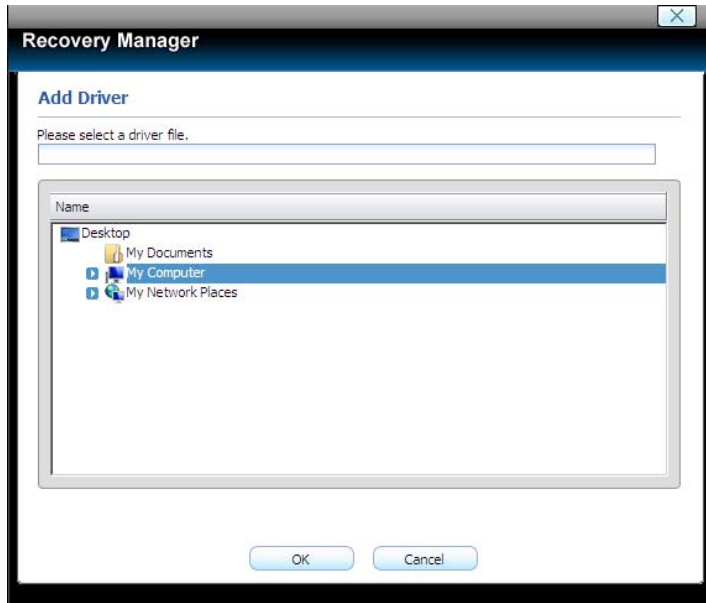 Recovery Manager
Add Driver
Please select a driver file.
Name
Desktop
My Documents
My Computer
My Network Places
OK
Cancel